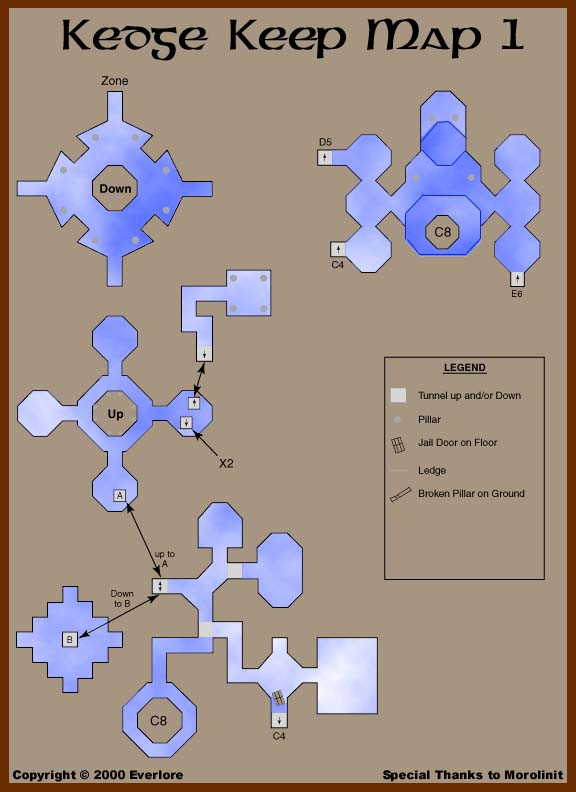 Kedge Keep Map 1
Zone
Down
D5
C4
C8
E6
Up
A
X2
up to
A
Down
to B
B
C8
C4
LEGEND
Tunnel up and/or Down
Pillar
Jail Door on Floor
Ledge
Broken Pillar on Ground
Copyright © 2000 Everlore
Special Thanks to Morolinit